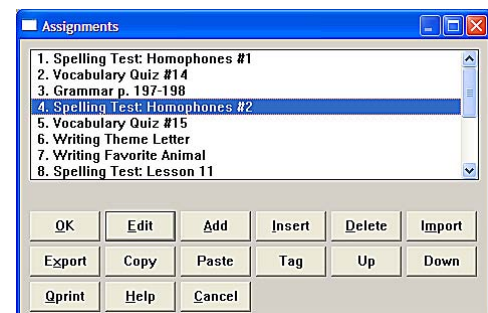 Assignments
1. Spelling Test: Homophones #1
2. Vocabulary Quiz #14
3. Grammar p. 197-198
4. Spelling Test: Homophones #2
5. Vocabulary Quiz #15
6. Writing Theme Letter
7. Writing Favorite Animal
8. Spelling Test: Lesson 11
OK Edit Add Insert Delete Import
Export Copy Paste Tag Up Down
Qprint Help Cancel